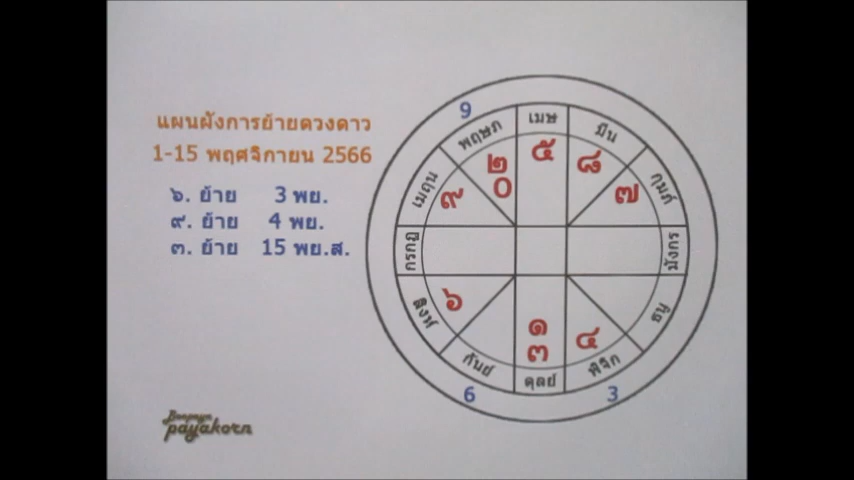 แผนผังการย้ายดวงดาว
1-15 พฤศจิกายน 2566
๖. ย้าย 3 พย.
๙. ย้าย 4 พย.
๓. ย้าย 15 พย.ส.
9
พฤษภ
เมษ
มีน
เมถุน
๙
๒
๐
๕
๘
๗
กุมภ์
กรกฎ
มังกร
สิงห์
๖
๑
๓
๔
ธนู
กันย์
ตุลย์
พิจิก
6
3
payakorn